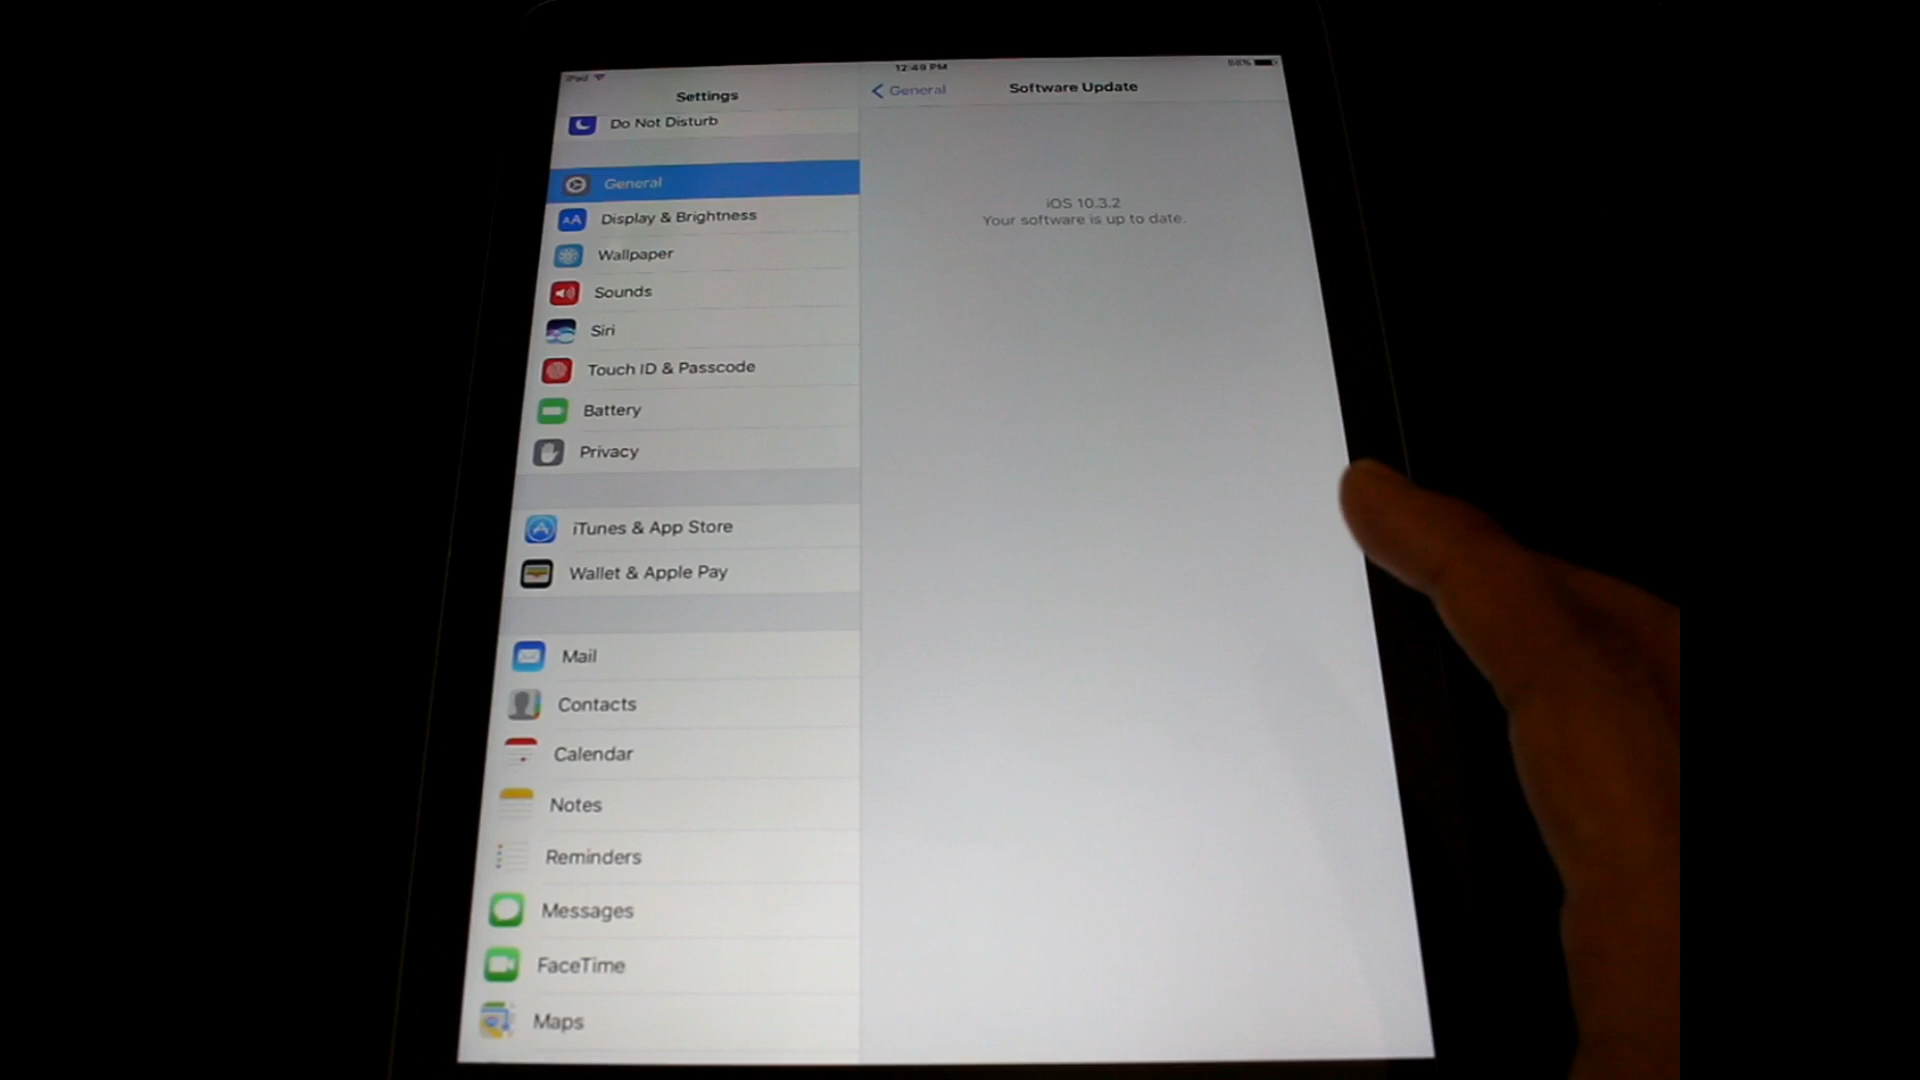 iPad
12:49 PM
88%
Settings
General
Software Update
Do Not Disturb
General
Display & Brightness
Wallpaper
Sounds
Siri
Touch ID & Passcode
Battery
Privacy
iTunes & App Store
Wallet & Apple Pay
Mail
Contacts
Calendar
Notes
Reminders
Messages
FaceTime
Maps
iOS 10.3.2
Your software is up to date.